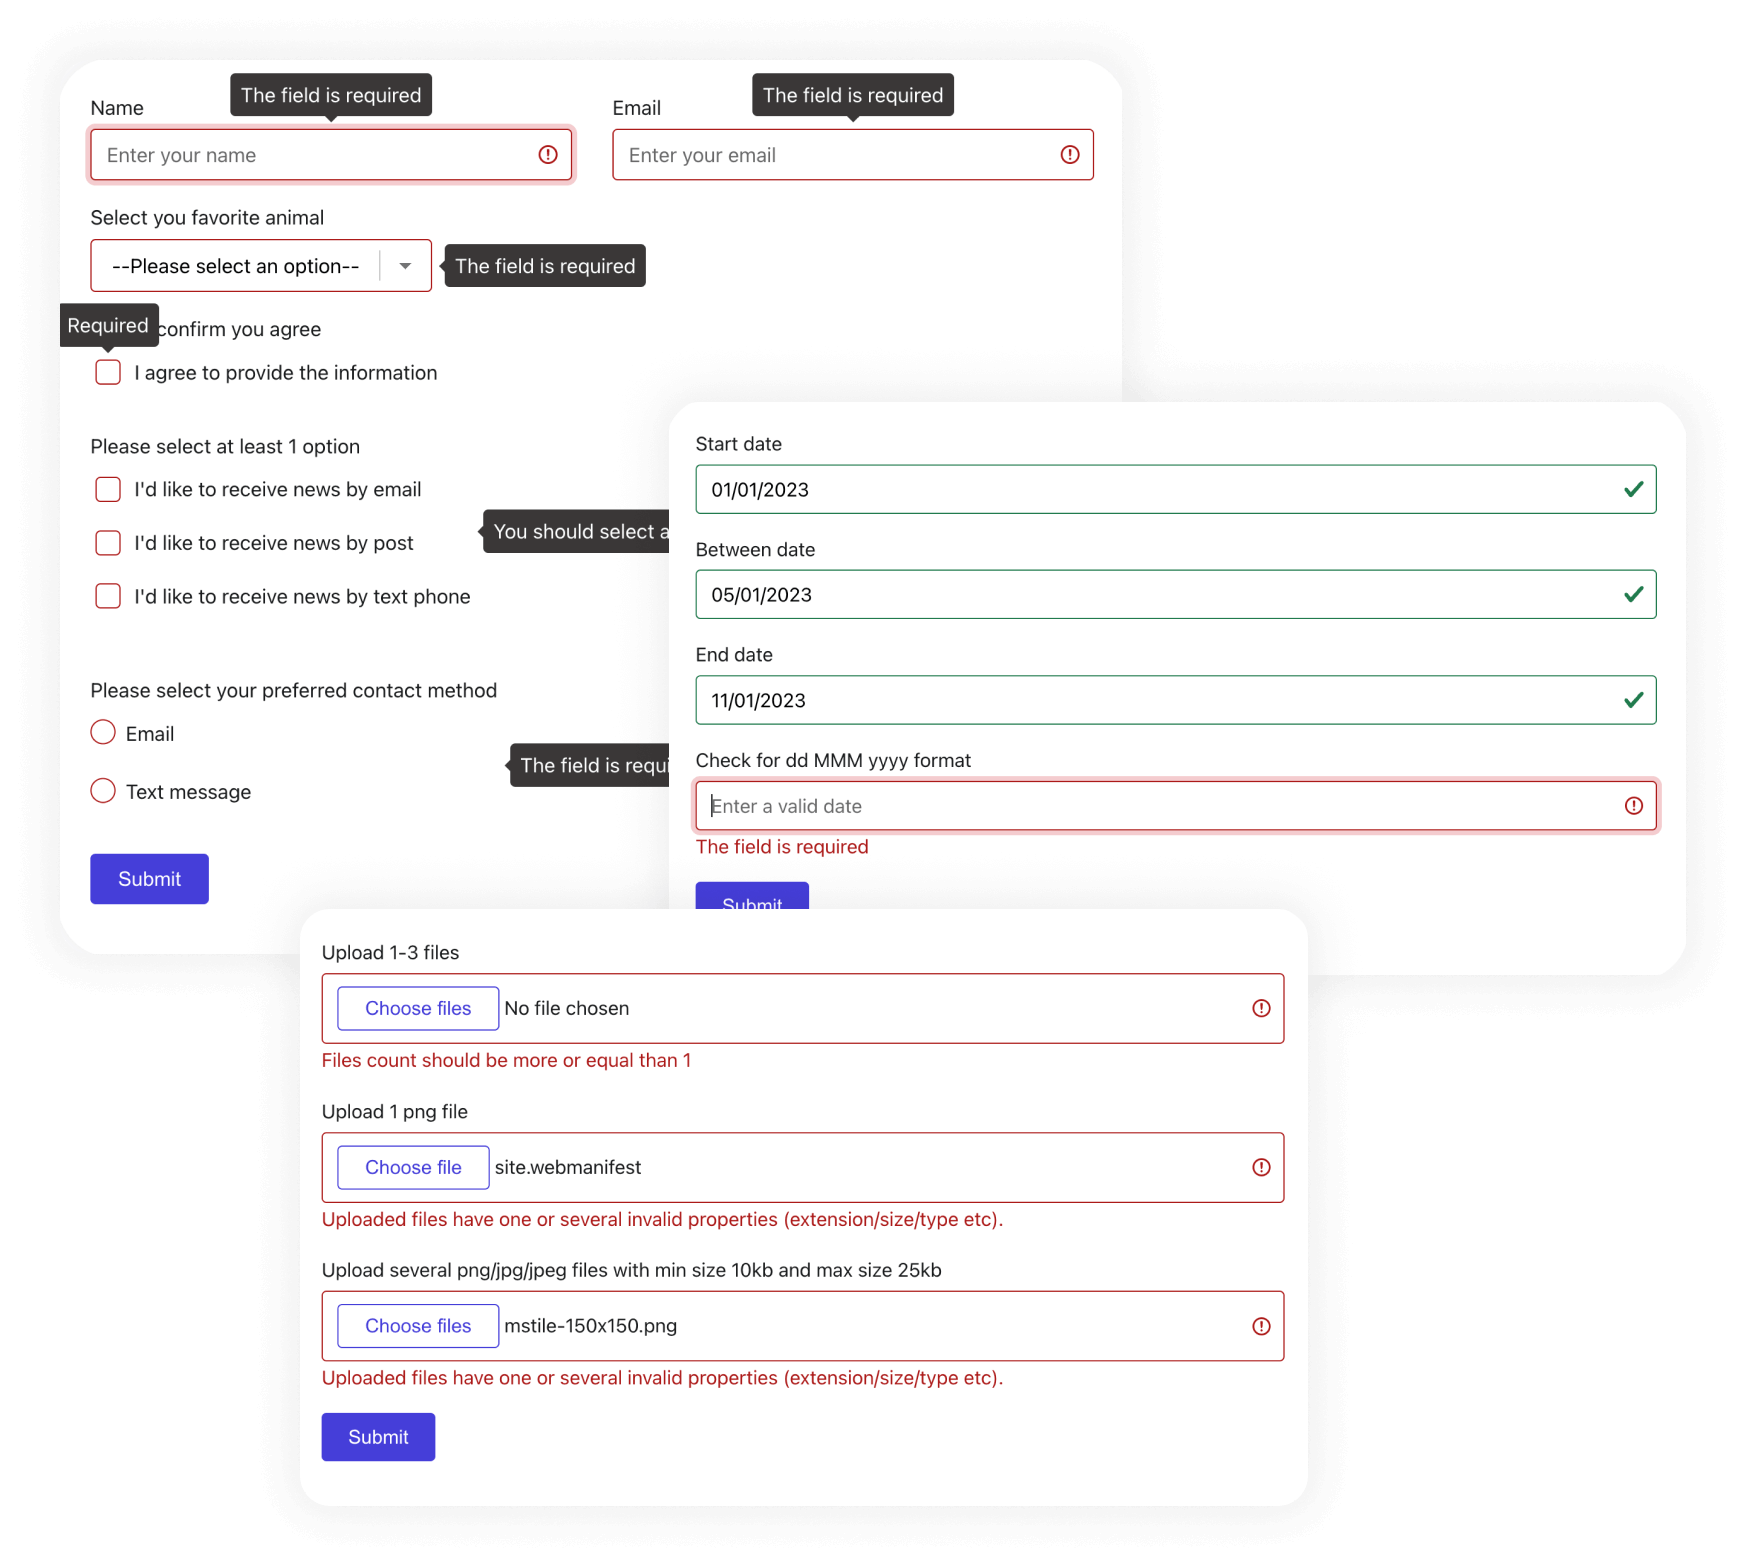 The field is required
The field is required
Name
Email
Enter your name
Enter your email
Select you favorite animal
--Please select an option--
The field is required
Required
confirm you agree
I agree to provide the information
Please select at least 1 option
I'd like to receive news by email
You should select a
I'd like to receive news by post
I'd like to receive news by text phone
Please select your preferred contact method
Email
The field is requi
Text message
Submit
Start date
01/01/2023
Between date
05/01/2023
End date
11/01/2023
Check for dd MMM yyyy format
Enter a valid date
The field is required
Submit
Upload 1-3 files
Choose files No file chosen
Files count should be more or equal than 1
Upload 1 png file
Choose file site.webmanifest
Uploaded files have one or several invalid properties (extension/size/type etc).
Upload several png/jpg/jpeg files with min size 10kb and max size 25kb
Choose files mstile-150x150.png
Uploaded files have one or several invalid properties (extension/size/type etc).
Submit